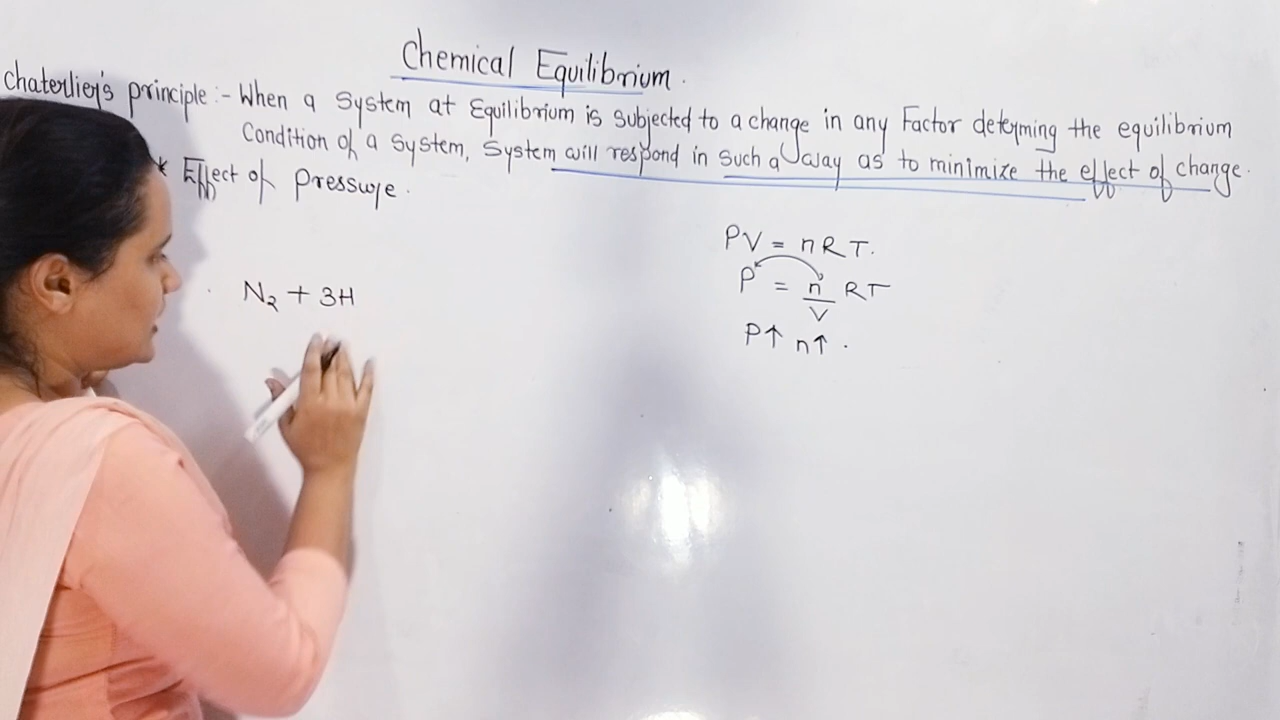 Chemical Equilibrium.
Chaterlier's principle :- When a System at Equilibrium is subjected to a change in any Factor deteyming the equilibrium
Condition of a System, System will respond in such a way as to minimize the effect of change.
* Effect of pressuye.
PV = nRT.
N₂ + 3H
P = n/V RT
P↑ n↑.